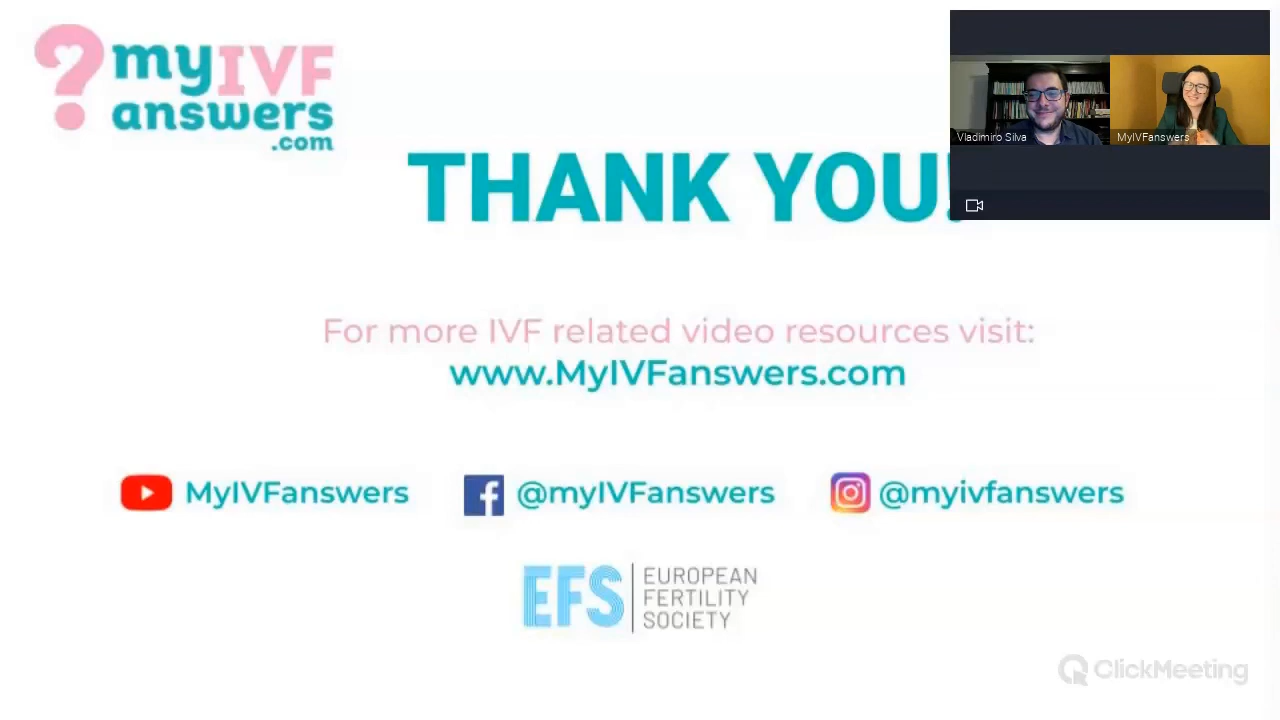 myIVF
answers
.com
Vladimiro Silva
MyIVFanswers
THANK YOU!
For more IVF related video resources visit:
www.MyIVFanswers.com
MyIVFanswers
@myIVFanswers
@myivfanswers
EFS
EUROPEAN
FERTILITY
SOCIETY
ClickMeeting